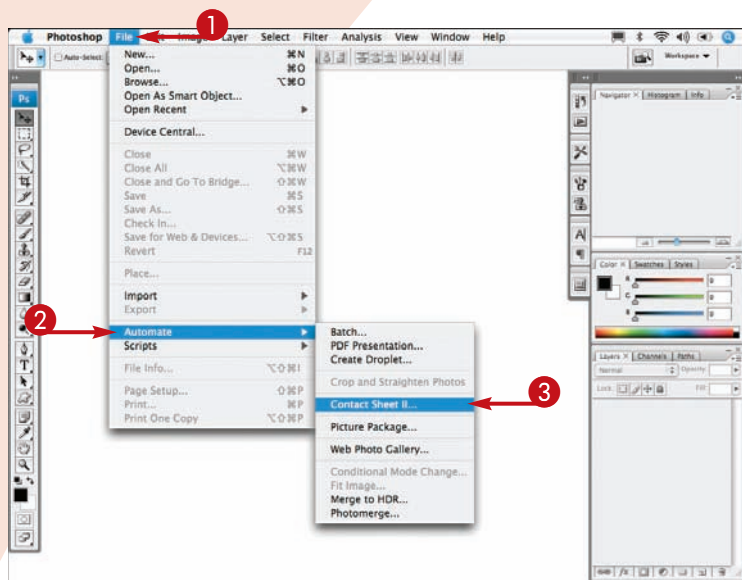 1
Photoshop File Edit Image Layer Select Filter Analysis View Window Help
Auto-Select:
Workspace
Ps
New... ⌘N
Open... ⌘O
Browse... ⌥⌘O
Open As Smart Object...
Open Recent
Device Central...
Close ⌘W
Close All ⌥⌘W
Close and Go To Bridge... ⇧⌘W
Save ⌘S
Save As... ⇧⌘S
Check In...
Save for Web & Devices... ⌥⇧⌘S
Revert F12
Place...
Import
Export
2
Automate
Scripts
File Info... ⌥⇧⌘I
Page Setup... ⇧⌘P
Print... ⌘P
Print One Copy ⌥⇧⌘P
Batch...
PDF Presentation...
Create Droplet...
Crop and Straighten Photos
Contact Sheet II...
3
Picture Package...
Web Photo Gallery...
Conditional Mode Change...
Fit Image...
Merge to HDR...
Photomerge...
Navigator × Histogram Info
Color × Swatches Styles
R 0
G 0
B 0
Layers × Channels Paths
Normal Opacity:
Lock: Fill: